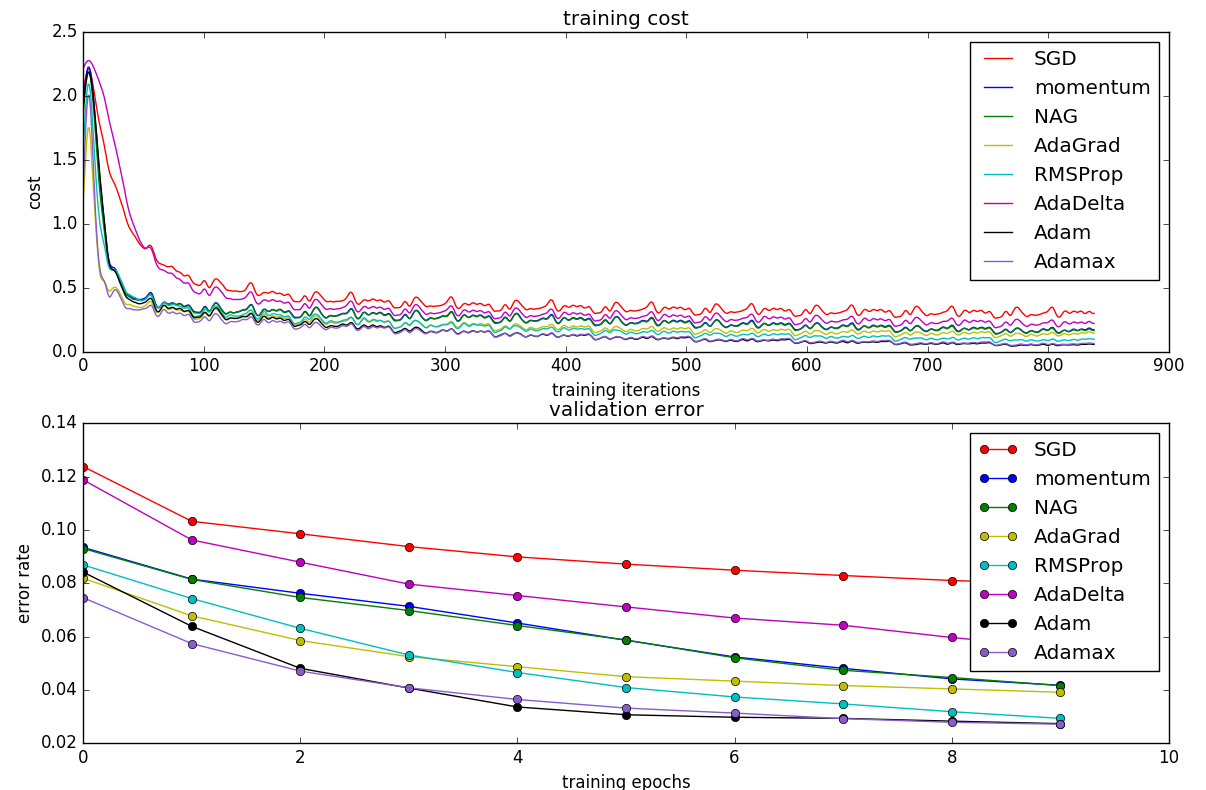 training cost
2.5
2.0
1.5
1.0
0.5
0.0
cost
0 100 200 300 400 500 600 700 800 900
training iterations
SGD
momentum
NAG
AdaGrad
RMSProp
AdaDelta
Adam
Adamax
validation error
0.14
0.12
0.10
0.08
0.06
0.04
0.02
error rate
0 2 4 6 8 10
training epochs
SGD
momentum
NAG
AdaGrad
RMSProp
AdaDelta
Adam
Adamax